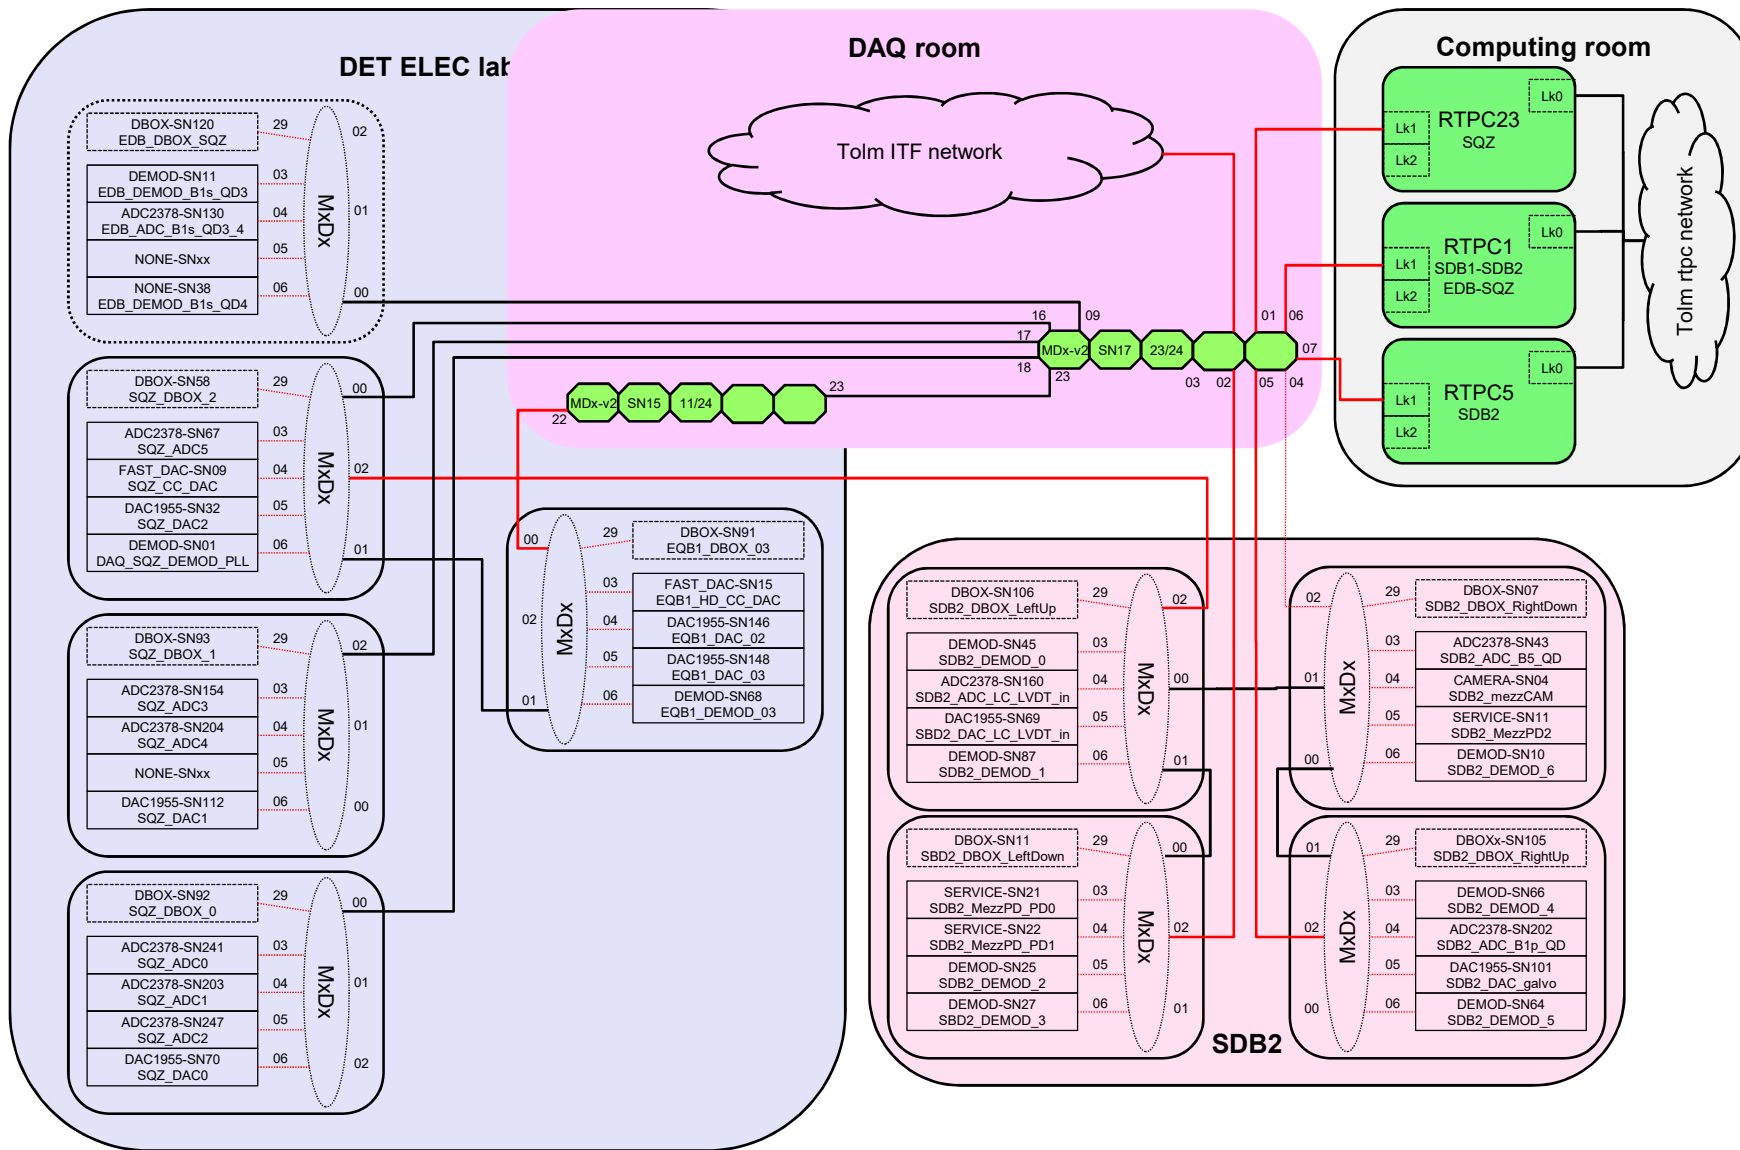 DET ELEC lab
DBOX-SN120
EDB_DBOX_SQZ
29
02
DEMOD-SN11
EDB_DEMOD_B1s_QD3
03
ADC2378-SN130
EDB_ADC_B1s_QD3_4
04
01
NONE-SNxx
05
NONE-SN38
EDB_DEMOD_B1s_QD4
06
00
MxDx
DBOX-SN58
SQZ_DBOX_2
29
00
ADC2378-SN67
SQZ_ADC5
03
FAST_DAC-SN09
SQZ_CC_DAC
04
02
DAC1955-SN32
SQZ_DAC2
05
DEMOD-SN01
DAQ_SQZ_DEMOD_PLL
06
01
MxDx
DBOX-SN93
SQZ_DBOX_1
29
02
ADC2378-SN154
SQZ_ADC3
03
ADC2378-SN204
SQZ_ADC4
04
01
NONE-SNxx
05
DAC1955-SN112
SQZ_DAC1
06
00
MxDx
DBOX-SN92
SQZ_DBOX_0
29
00
ADC2378-SN241
SQZ_ADC0
03
ADC2378-SN203
SQZ_ADC1
04
01
ADC2378-SN247
SQZ_ADC2
05
DAC1955-SN70
SQZ_DAC0
06
02
MxDx
00
29
DBOX-SN91
EQB1_DBOX_03
03
FAST_DAC-SN15
EQB1_HD_CC_DAC
02
04
DAC1955-SN146
EQB1_DAC_02
05
DAC1955-SN148
EQB1_DAC_03
01
06
DEMOD-SN68
EQB1_DEMOD_03
MxDx
DAQ room
Tolm ITF network
16
09
01
06
17
MDx-v2
SN17
23/24
07
18
23
03
02
05
04
MDx-v2
SN15
11/24
23
22
Computing room
Lk0
RTPC23
SQZ
Lk1
Lk2
Lk0
RTPC1
SDB1-SDB2
EDB-SQZ
Lk1
Lk2
Lk0
RTPC5
SDB2
Lk1
Lk2
Tolm rtpc network
DBOX-SN106
SDB2_DBOX_LeftUp
29
02
DEMOD-SN45
SDB2_DEMOD_0
03
ADC2378-SN160
SDB2_ADC_LC_LVDT_in
04
00
DAC1955-SN69
SBD2_DAC_LC_LVDT_in
05
DEMOD-SN87
SDB2_DEMOD_1
06
01
MxDx
02
29
DBOX-SN07
SDB2_DBOX_RightDown
03
ADC2378-SN43
SDB2_ADC_B5_QD
01
04
CAMERA-SN04
SDB2_mezzCAM
05
SERVICE-SN11
SDB2_MezzPD2
00
06
DEMOD-SN10
SDB2_DEMOD_6
MxDx
DBOX-SN11
SBD2_DBOX_LeftDown
29
00
SERVICE-SN21
SDB2_MezzPD_PD0
03
SERVICE-SN22
SDB2_MezzPD_PD1
04
02
DEMOD-SN25
SDB2_DEMOD_2
05
DEMOD-SN27
SBD2_DEMOD_3
06
01
MxDx
01
29
DBOXx-SN105
SDB2_DBOX_RightUp
03
DEMOD-SN66
SDB2_DEMOD_4
02
04
ADC2378-SN202
SDB2_ADC_B1p_QD
05
DAC1955-SN101
SDB2_DAC_galvo
00
06
DEMOD-SN64
SDB2_DEMOD_5
MxDx
SDB2